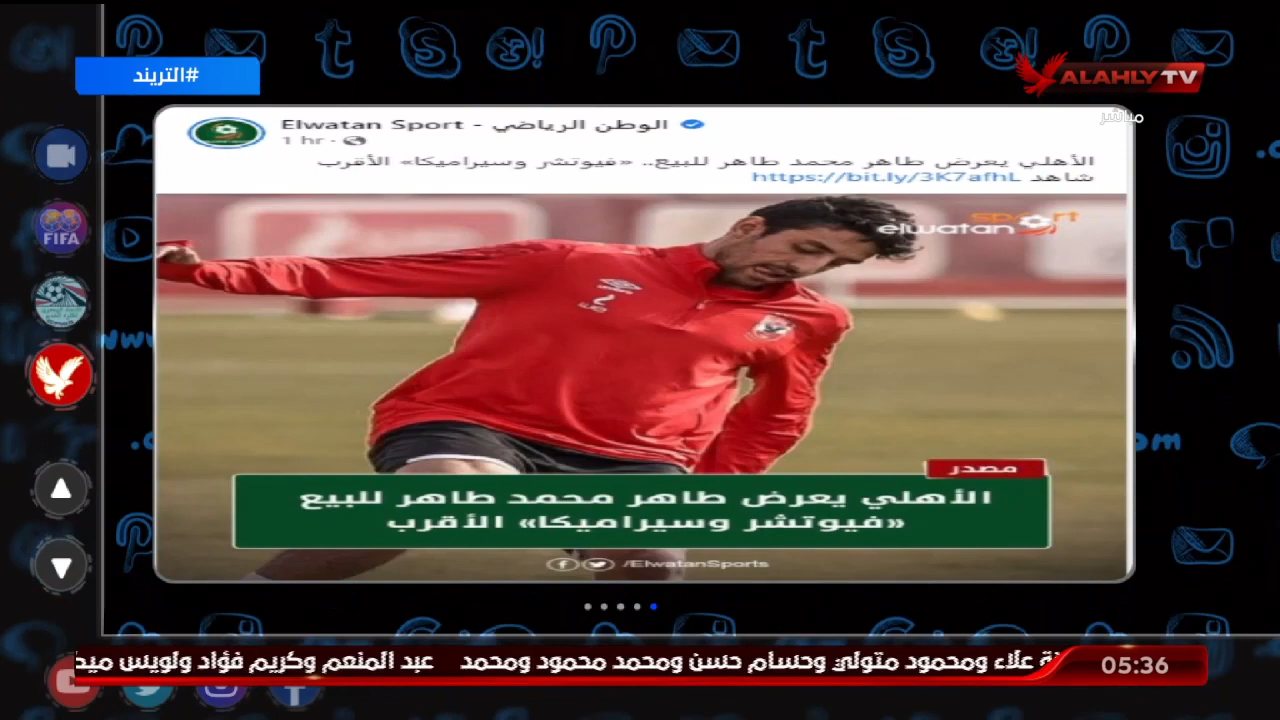 #التريند
ALAHLY TV
مباشر
Elwatan Sport - الوطن الرياضي
1 hr ·
الأهلي يعرض طاهر محمد طاهر للبيع.. «فيوتشر وسيراميكا» الأقرب
شاهد https://bit.ly/3K7afhL
sport
elwatan
FIFA
مصدر
الأهلي يعرض طاهر محمد طاهر للبيع
«فيوتشر وسيراميكا» الأقرب
/ElwatanSports
علاء ومحمود متولي وحسام حسن ومحمد محمود ومحمد عبد المنعم وكريم فؤاد ولويس
05:36